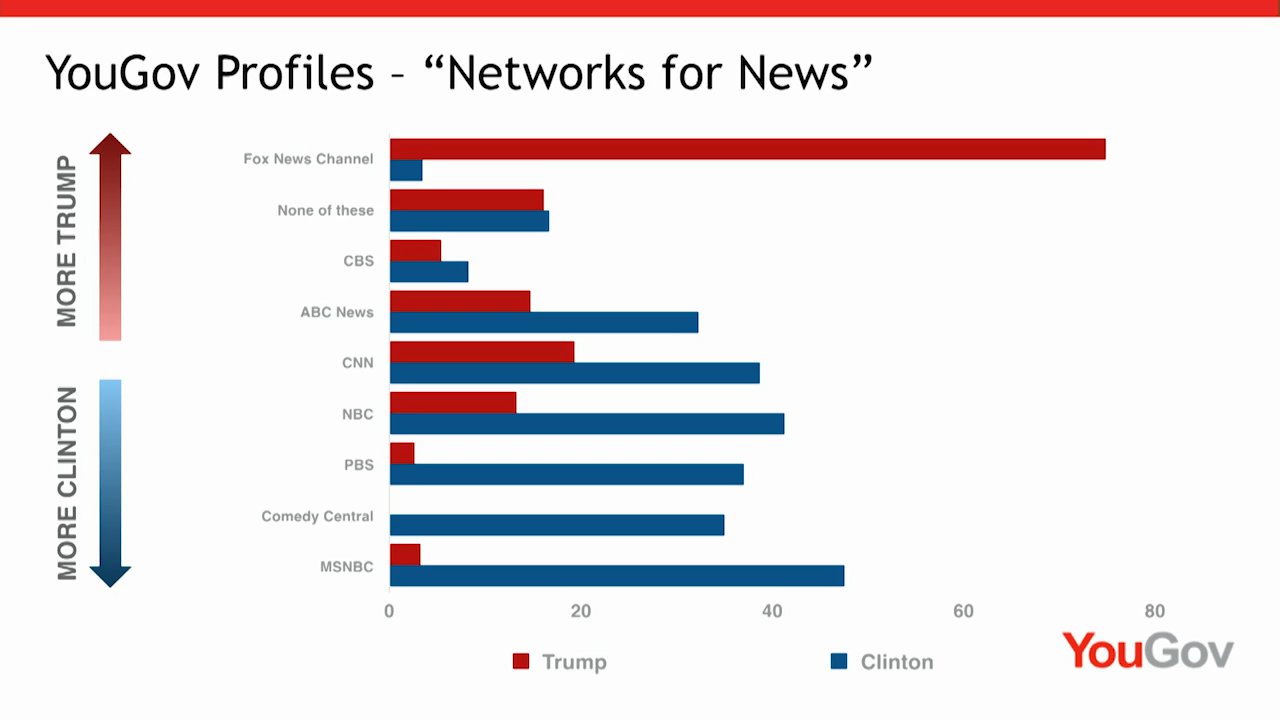 YouGov Profiles – “Networks for News”
MORE TRUMP
MORE CLINTON
Fox News Channel
None of these
CBS
ABC News
CNN
NBC
PBS
Comedy Central
MSNBC
0 20 40 60 80
Trump Clinton
YouGov